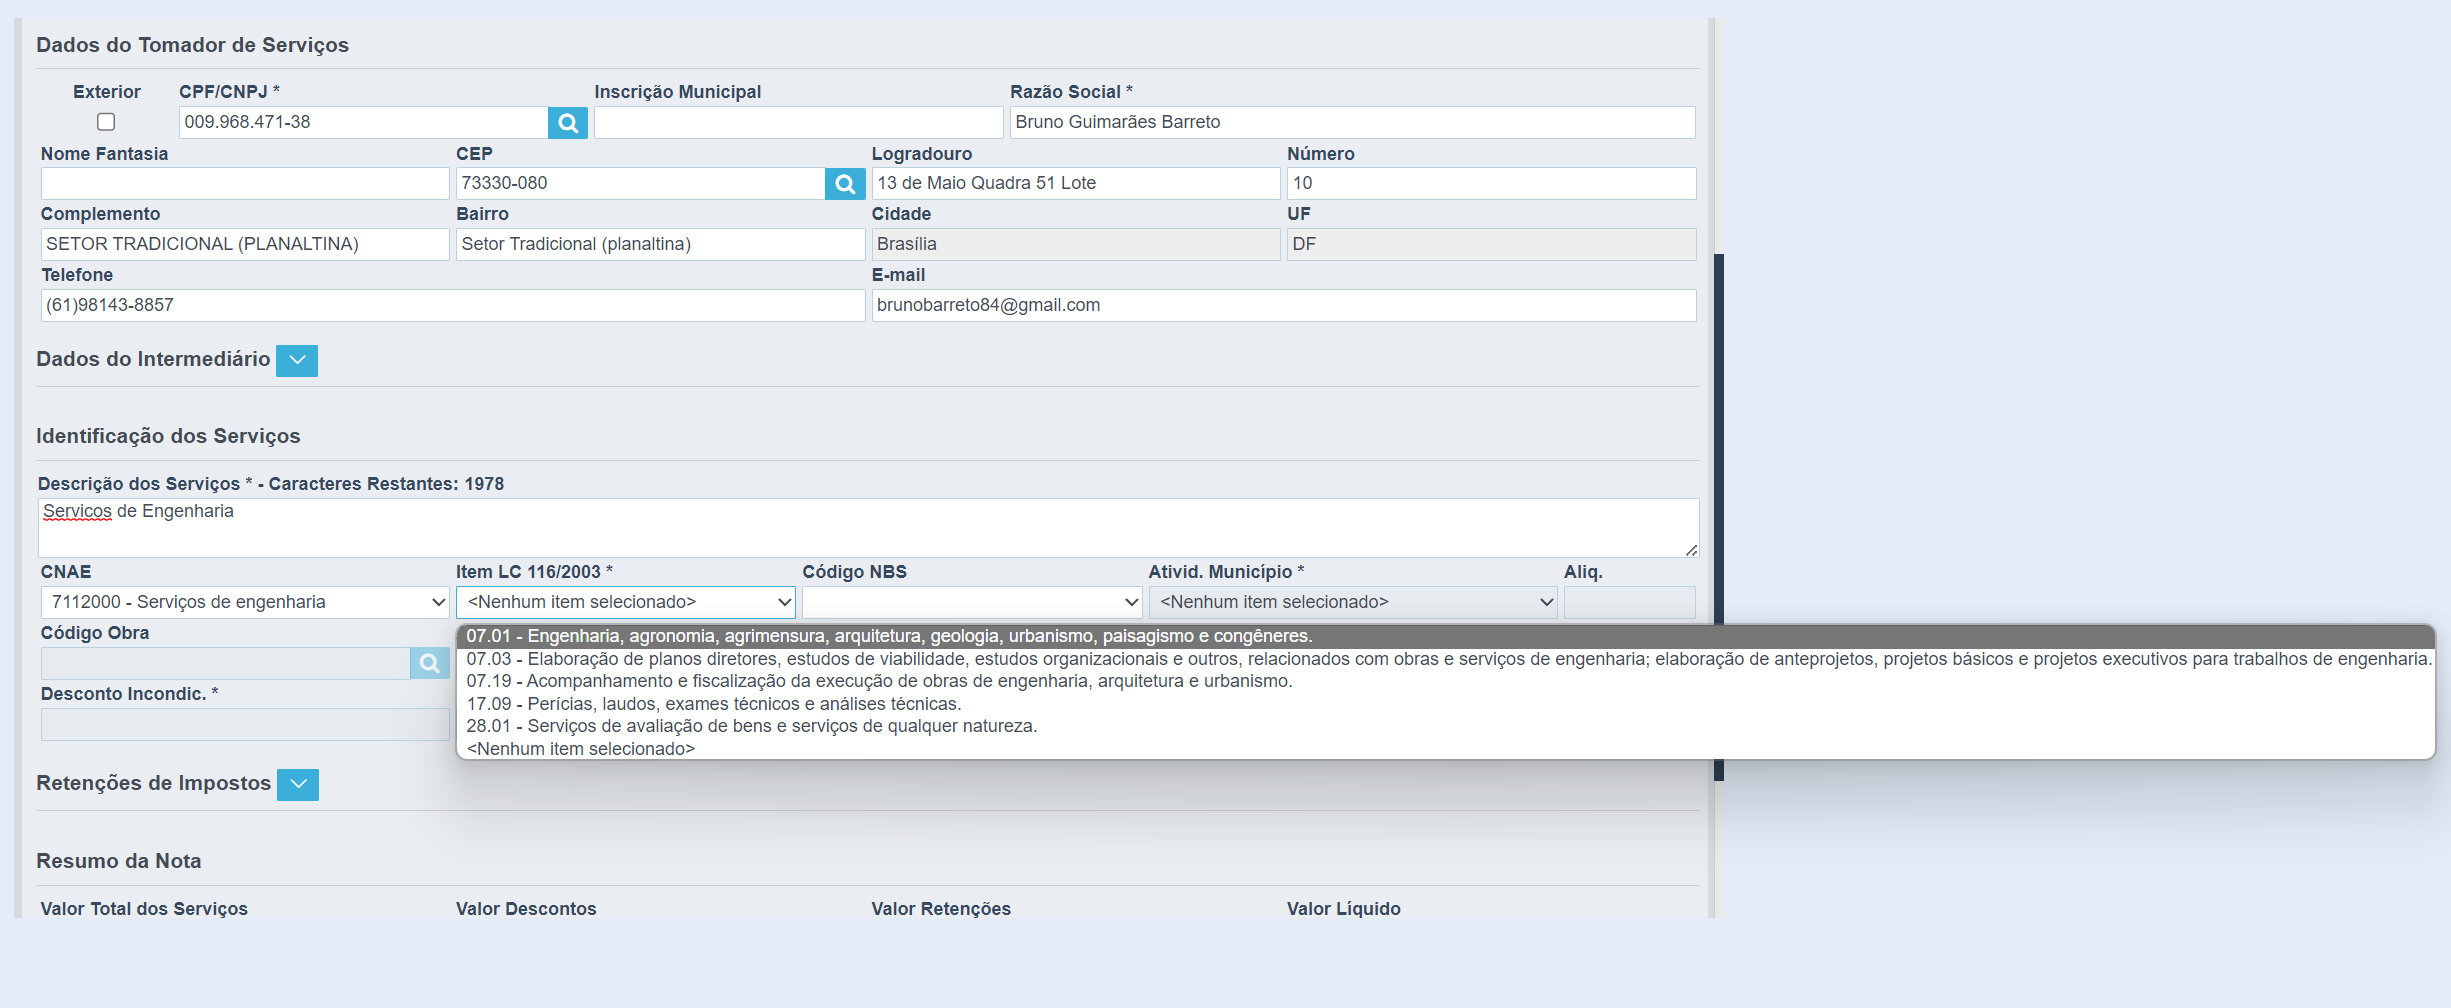 Dados do Tomador de Serviços
Exterior CPF/CNPJ * Inscrição Municipal Razão Social *
009.968.471-38 Bruno Guimarães Barreto
Nome Fantasia CEP Logradouro Número
73330-080 13 de Maio Quadra 51 Lote 10
Complemento Bairro Cidade UF
SETOR TRADICIONAL (PLANALTINA) Setor Tradicional (planaltina) Brasília DF
Telefone E-mail
(61)98143-8857 brunobarreto84@gmail.com
Dados do Intermediário
Identificação dos Serviços
Descrição dos Serviços * - Caracteres Restantes: 1978
Servicos de Engenharia
CNAE Item LC 116/2003 * Código NBS Ativid. Município * Aliq.
7112000 - Serviços de engenharia <Nenhum item selecionado> <Nenhum item selecionado>
Código Obra
07.01 - Engenharia, agronomia, agrimensura, arquitetura, geologia, urbanismo, paisagismo e congêneres.
07.03 - Elaboração de planos diretores, estudos de viabilidade, estudos organizacionais e outros, relacionados com obras e serviços de engenharia; elaboração de anteprojetos, projetos básicos e projetos executivos para trabalhos de engenharia.
07.19 - Acompanhamento e fiscalização da execução de obras de engenharia, arquitetura e urbanismo.
Desconto Incondic. *
17.09 - Perícias, laudos, exames técnicos e análises técnicas.
28.01 - Serviços de avaliação de bens e serviços de qualquer natureza.
<Nenhum item selecionado>
Retenções de Impostos
Resumo da Nota
Valor Total dos Serviços Valor Descontos Valor Retenções Valor Líquido